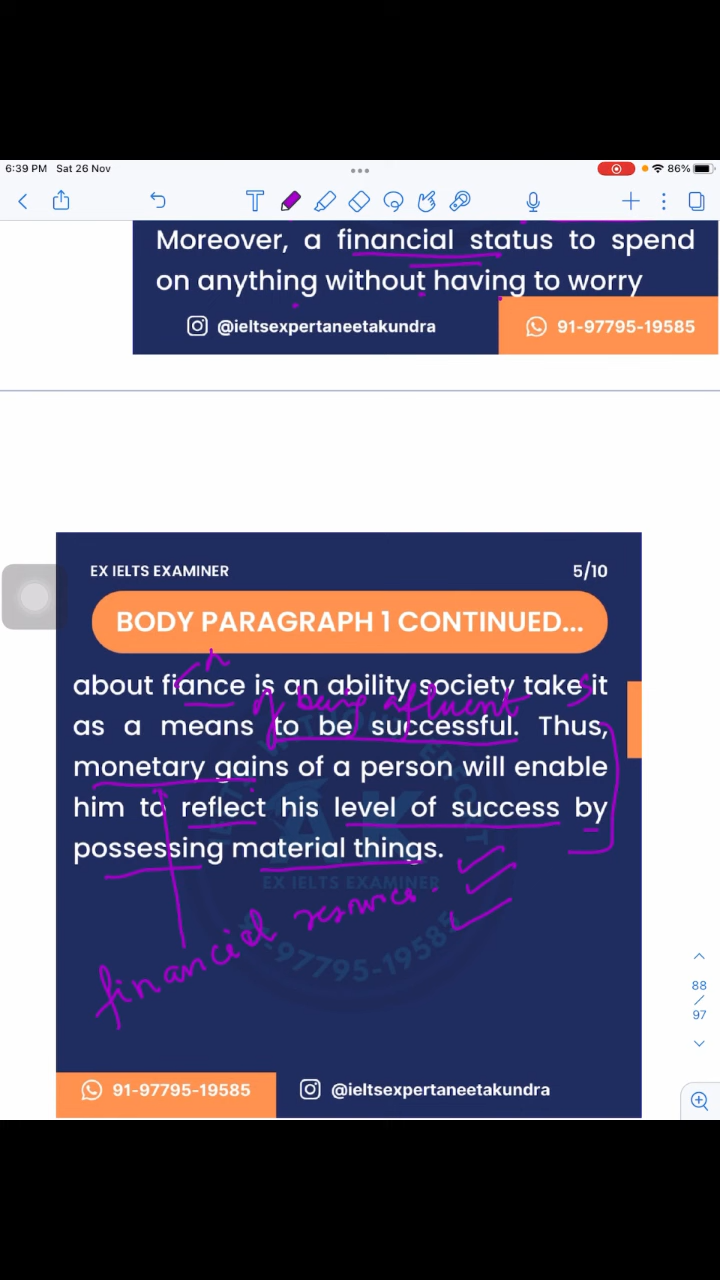 6:39 PM Sat 26 Nov
86%
Moreover, a financial status to spend
on anything without having to worry
@ieltsexpertaneetakundra
91-97795-19585
EX IELTS EXAMINER
5/10
BODY PARAGRAPH 1 CONTINUED...
n
about fiance is an ability society take it
s
of being affluent
as a means to be successful. Thus,
monetary gains of a person will enable
him to reflect his level of success by
possessing material things.
AK
EX IELTS EXAMINER
91-97795-19585
financial resource.
88
/
97
91-97795-19585
@ieltsexpertaneetakundra